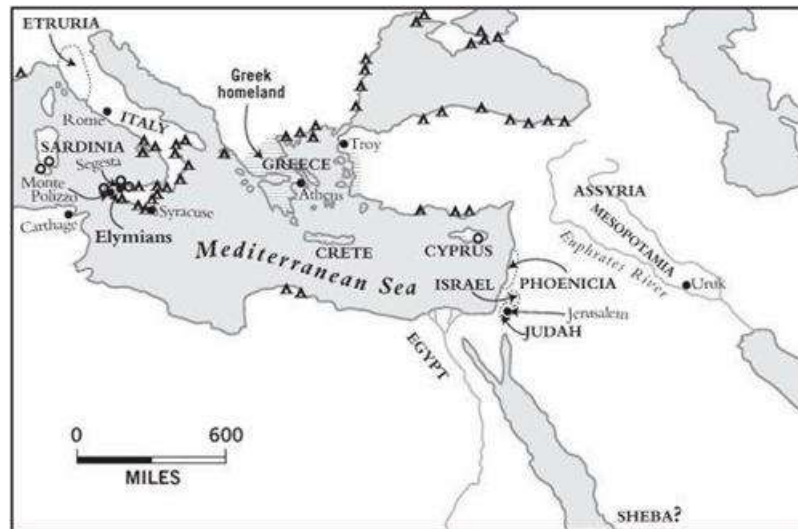 ETRURIA
Greek
homeland
Rome
ITALY
SARDINIA
Segesta
Monte
Polizzo
Elymians
Syracuse
Carthage
GREECE
Troy
Athens
Mediterranean Sea
CRETE
CYPRUS
ASSYRIA
MESOPOTAMIA
Euphrates River
Uruk
ISRAEL
PHOENICIA
Jerusalem
JUDAH
EGYPT
0
600
MILES
SHEBA?